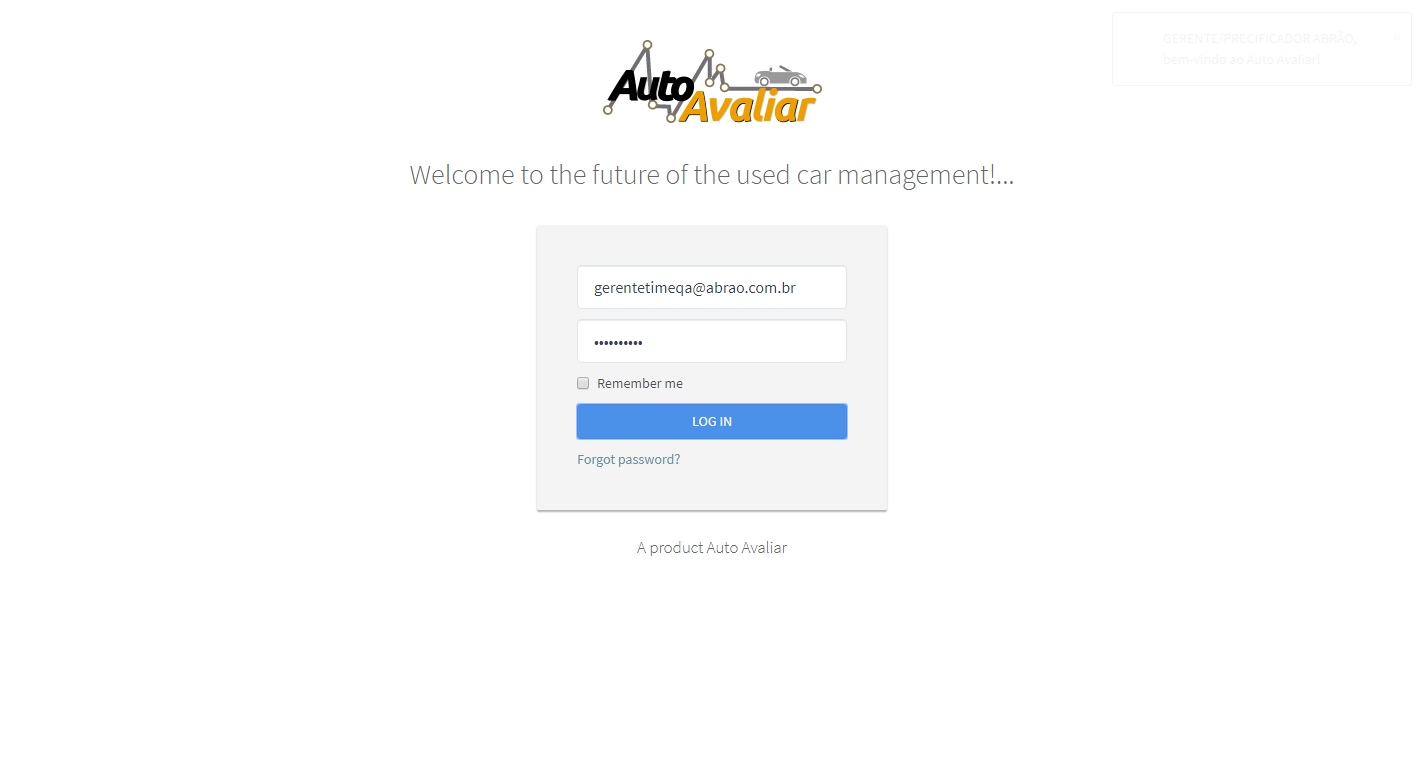 GERENTE/PRECIFICADOR ABRÃO,
bem-vindo ao Auto Avaliar!
Auto
Avaliar
Welcome to the future of the used car management!...
gerentetimeqa@abrao.com.br
••••••••••
Remember me
LOG IN
Forgot password?
A product Auto Avaliar